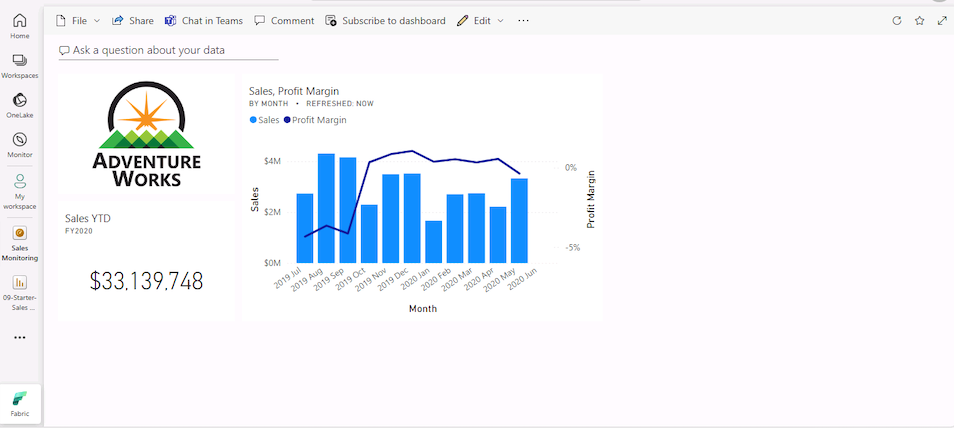 File Share Chat in Teams Comment Subscribe to dashboard Edit ...
Home
Workspaces
OneLake
Monitor
My
workspace
Sales
Monitoring
09-Starter-
Sales ...
...
Fabric
Ask a question about your data
ADVENTURE
WORKS
Sales YTD
FY2020
$33,139,748
Sales, Profit Margin
BY MONTH • REFRESHED: NOW
Sales Profit Margin
Sales
$4M
$2M
$0M
0%
-5%
Profit Margin
2019 Jul
2019 Aug
2019 Sep
2019 Oct
2019 Nov
2019 Dec
2020 Jan
2020 Feb
2020 Mar
2020 Apr
2020 May
2020 Jun
Month